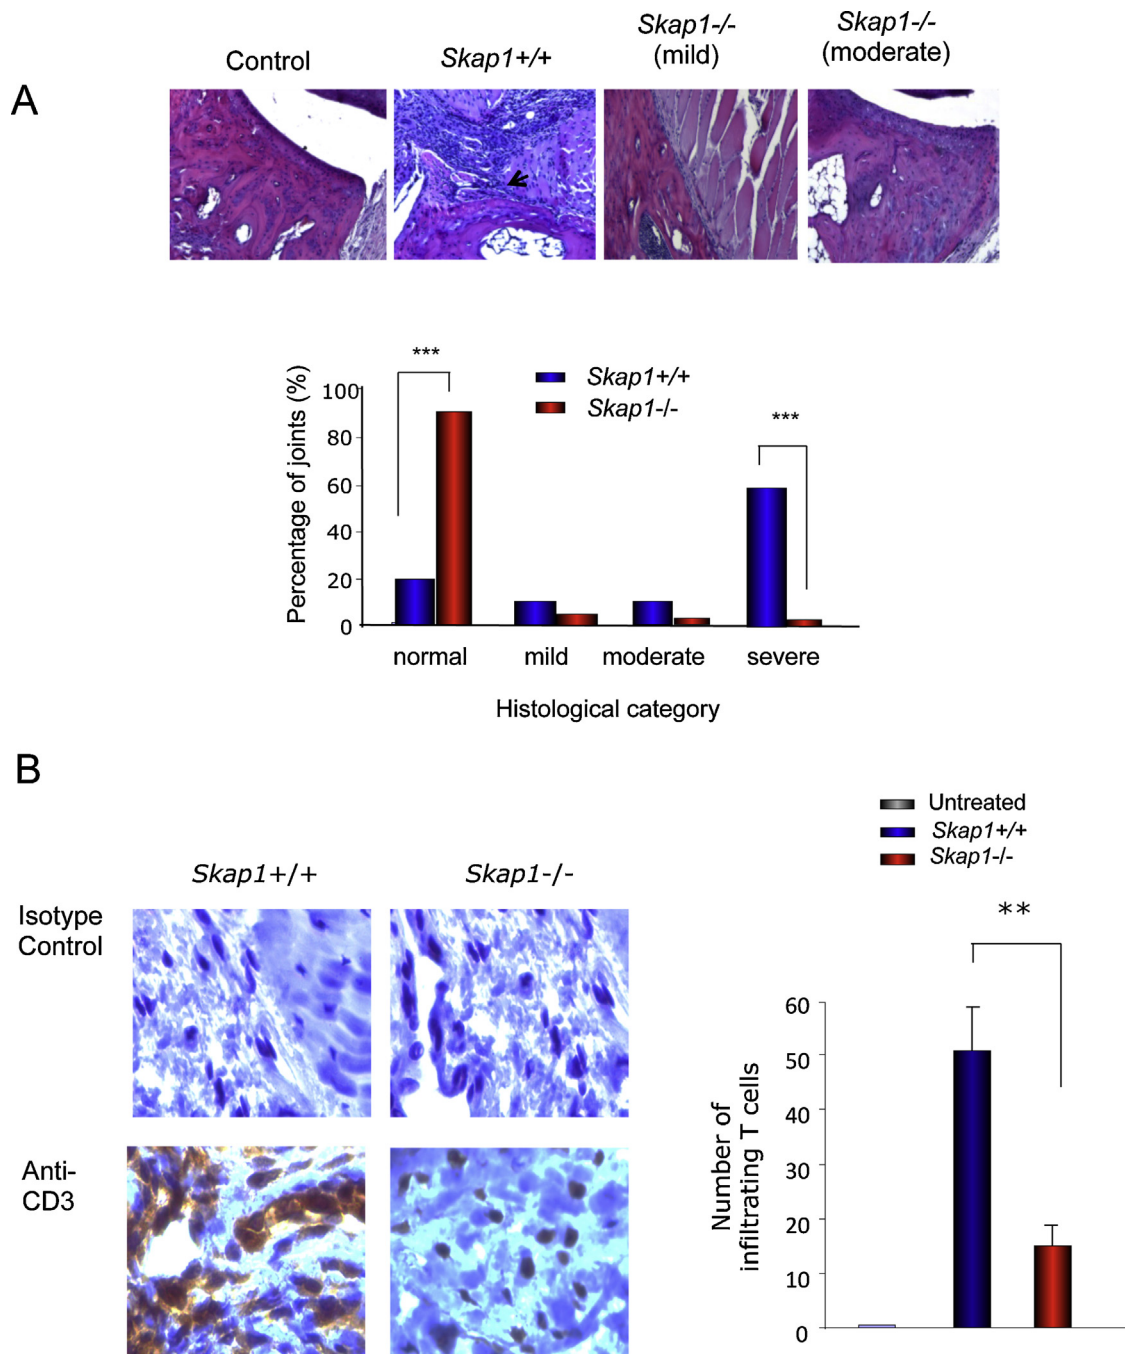 A
Control
Skap1+/+
Skap1-/-
(mild)
Skap1-/-
(moderate)
***
Skap1+/+
Skap1-/-
***
Percentage of joints (%)
100
80
60
40
20
0
normal
mild
moderate
severe
Histological category
B
Skap1+/+
Skap1-/-
Isotype
Control
Anti-
CD3
Untreated
Skap1+/+
Skap1-/-
**
Number of
infiltrating T cells
60
50
40
30
20
10
0